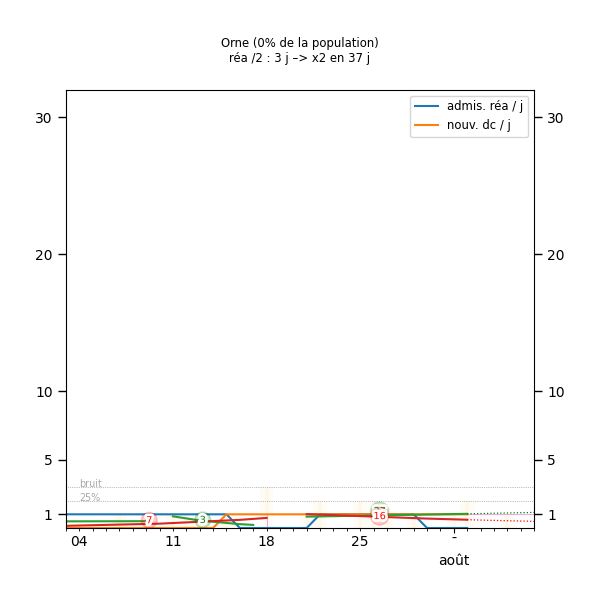 Orne (0% de la population)
réa /2 : 3 j –> x2 en 37 j
admis. réa / j
nouv. dc / j
30 30
20 20
10 10
5 5
bruit
25%
1 1
7 3 16
04 11 18 25 -
août